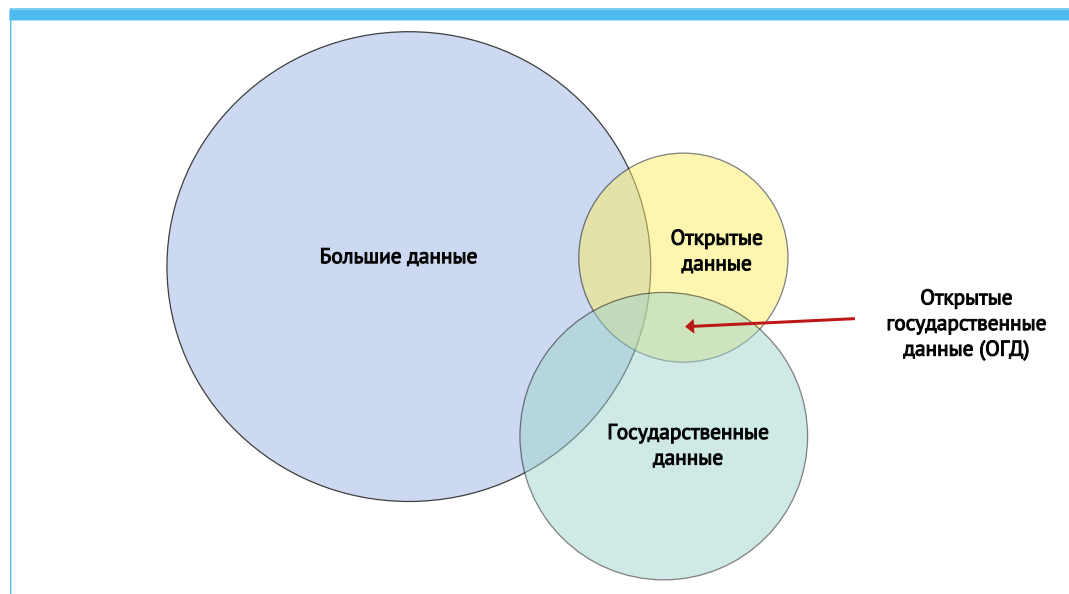 Большие данные
Открытые
данные
Открытые
государственные
данные (ОГД)
Государственные
данные